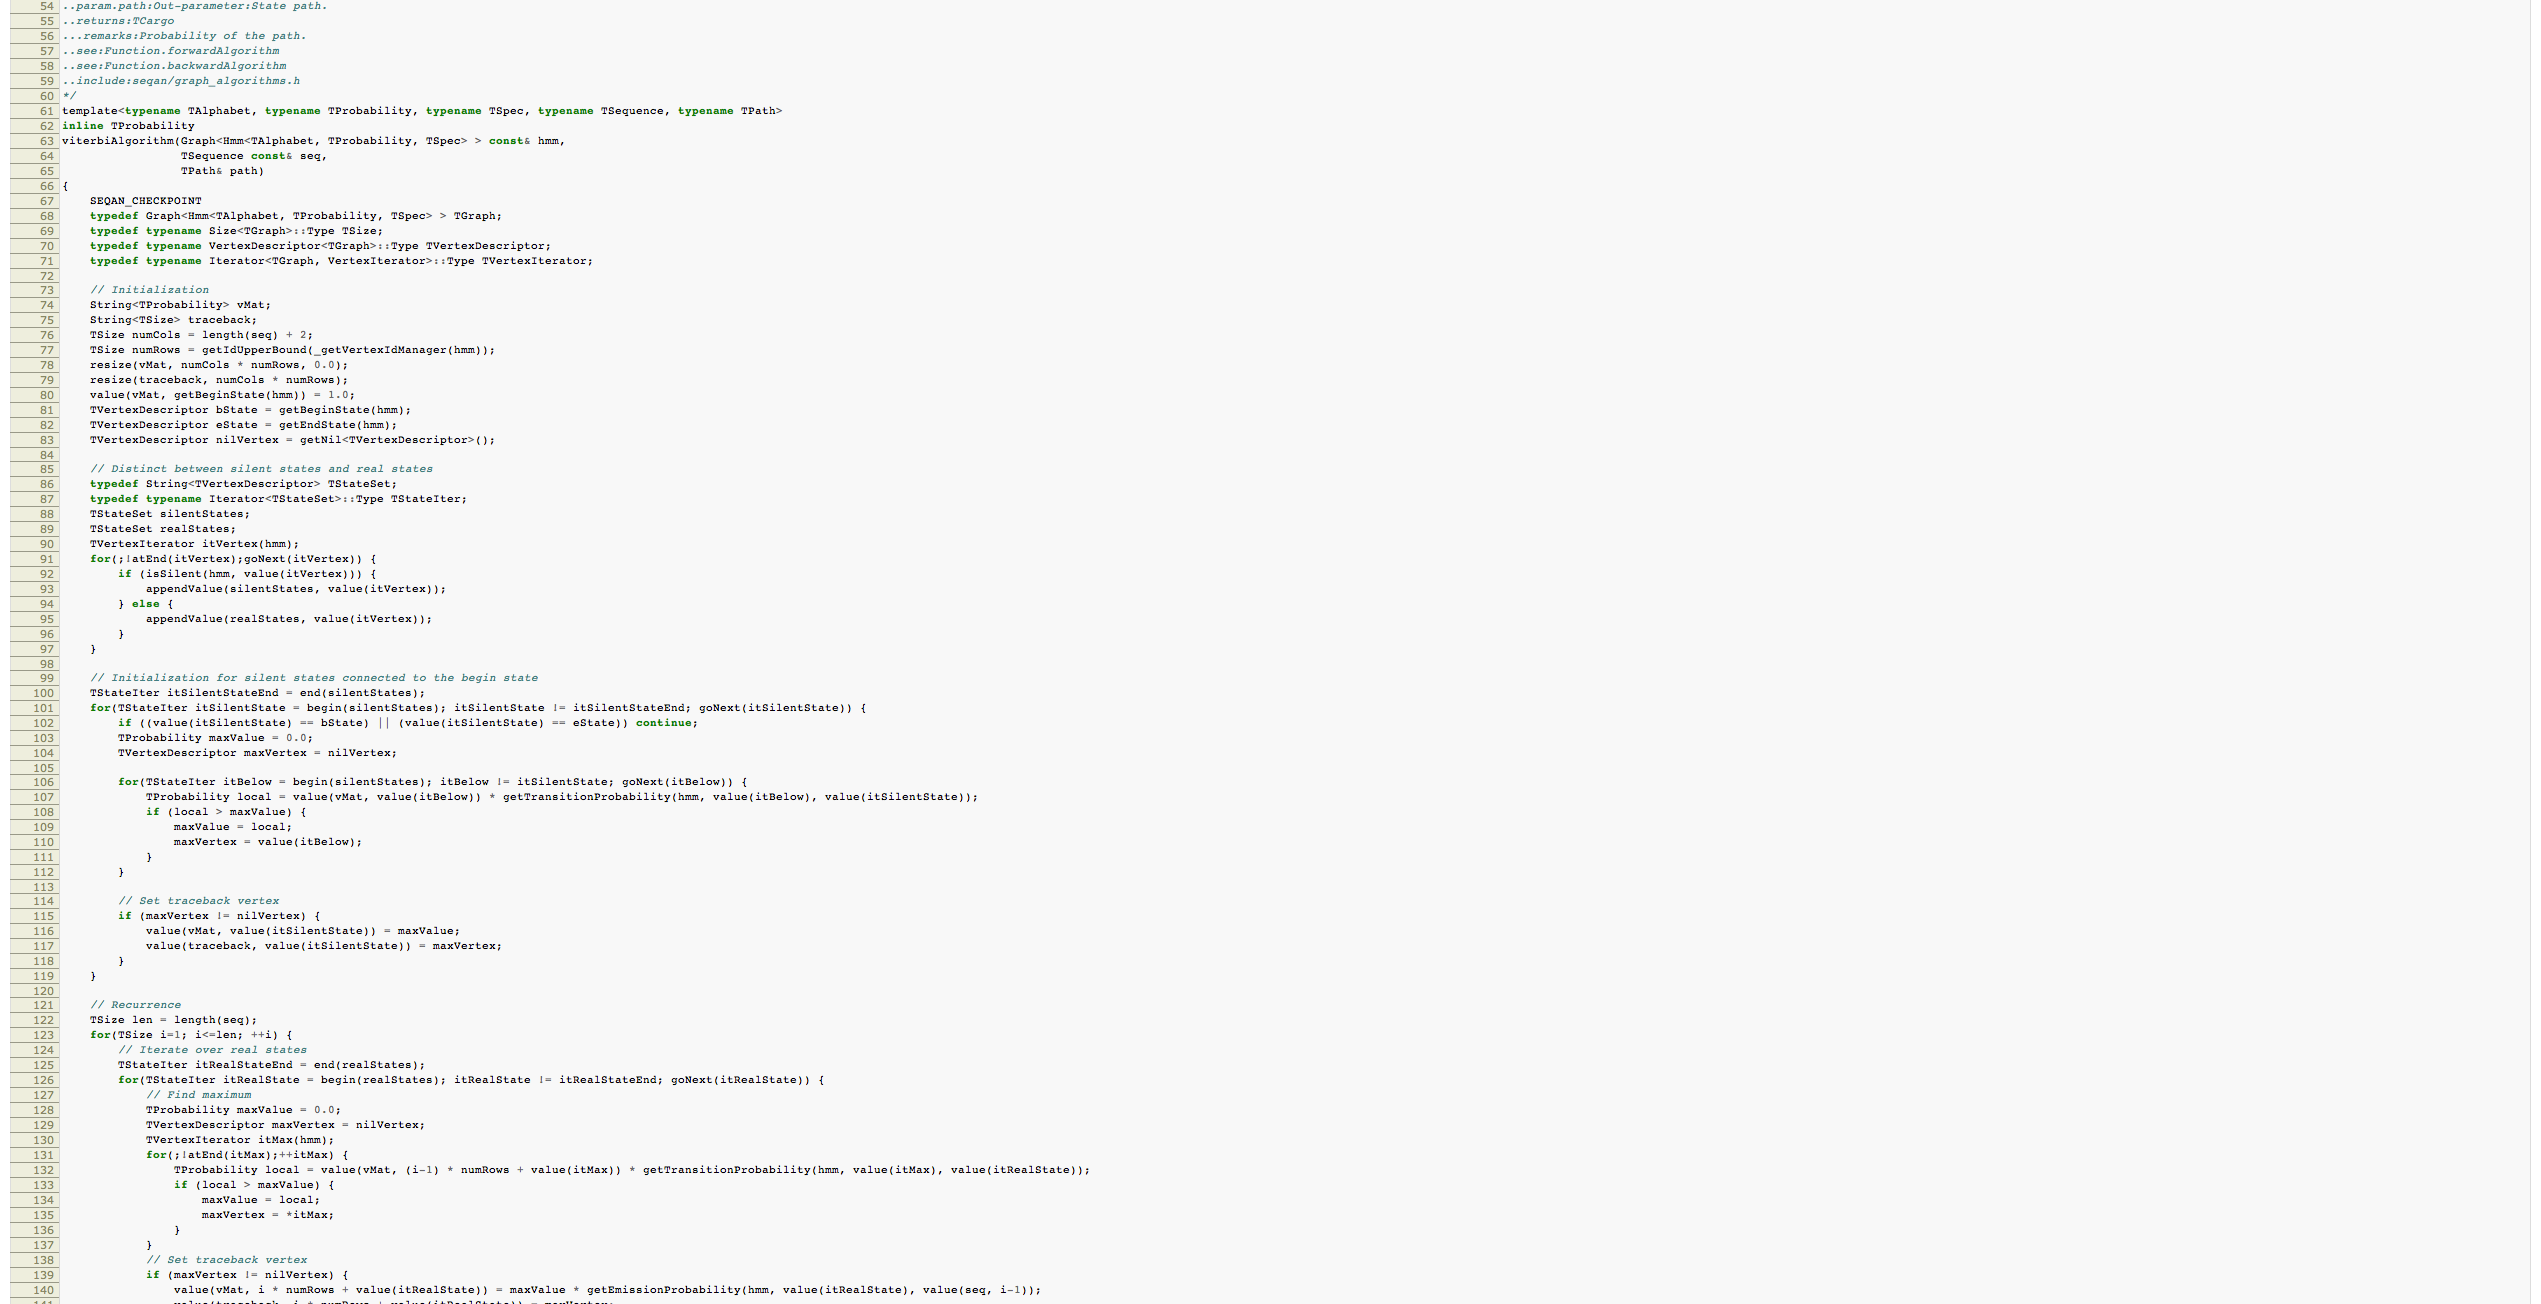 54 ..param.path:Out-parameter:State path.
55 ..returns:TCargo
56 ...remarks:Probability of the path.
57 ..see:Function.forwardAlgorithm
58 ..see:Function.backwardAlgorithm
59 ..include:seqan/graph_algorithms.h
60 */
61 template<typename TAlphabet, typename TProbability, typename TSpec, typename TSequence, typename TPath>
62 inline TProbability
63 viterbiAlgorithm(Graph<Hmm<TAlphabet, TProbability, TSpec> > const& hmm,
64                  TSequence const& seq,
65                  TPath& path)
66 {
67     SEQAN_CHECKPOINT
68     typedef Graph<Hmm<TAlphabet, TProbability, TSpec> > TGraph;
69     typedef typename Size<TGraph>::Type TSize;
70     typedef typename VertexDescriptor<TGraph>::Type TVertexDescriptor;
71     typedef typename Iterator<TGraph, VertexIterator>::Type TVertexIterator;
72
73     // Initialization
74     String<TProbability> vMat;
75     String<TSize> traceback;
76     TSize numCols = length(seq) + 2;
77     TSize numRows = getIdUpperBound(_getVertexIdManager(hmm));
78     resize(vMat, numCols * numRows, 0.0);
79     resize(traceback, numCols * numRows);
80     value(vMat, getBeginState(hmm)) = 1.0;
81     TVertexDescriptor bState = getBeginState(hmm);
82     TVertexDescriptor eState = getEndState(hmm);
83     TVertexDescriptor nilVertex = getNil<TVertexDescriptor>();
84
85     // Distinct between silent states and real states
86     typedef String<TVertexDescriptor> TStateSet;
87     typedef typename Iterator<TStateSet>::Type TStateIter;
88     TStateSet silentStates;
89     TStateSet realStates;
90     TVertexIterator itVertex(hmm);
91     for(;!atEnd(itVertex);goNext(itVertex)) {
92         if (isSilent(hmm, value(itVertex))) {
93             appendValue(silentStates, value(itVertex));
94         } else {
95             appendValue(realStates, value(itVertex));
96         }
97     }
98
99     // Initialization for silent states connected to the begin state
100     TStateIter itSilentStateEnd = end(silentStates);
101     for(TStateIter itSilentState = begin(silentStates); itSilentState != itSilentStateEnd; goNext(itSilentState)) {
102         if ((value(itSilentState) == bState) || (value(itSilentState) == eState)) continue;
103         TProbability maxValue = 0.0;
104         TVertexDescriptor maxVertex = nilVertex;
105
106         for(TStateIter itBelow = begin(silentStates); itBelow != itSilentState; goNext(itBelow)) {
107             TProbability local = value(vMat, value(itBelow)) * getTransitionProbability(hmm, value(itBelow), value(itSilentState));
108             if (local > maxValue) {
109                 maxValue = local;
110                 maxVertex = value(itBelow);
111             }
112         }
113
114         // Set traceback vertex
115         if (maxVertex != nilVertex) {
116             value(vMat, value(itSilentState)) = maxValue;
117             value(traceback, value(itSilentState)) = maxVertex;
118         }
119     }
120
121     // Recurrence
122     TSize len = length(seq);
123     for(TSize i=1; i<=len; ++i) {
124         // Iterate over real states
125         TStateIter itRealStateEnd = end(realStates);
126         for(TStateIter itRealState = begin(realStates); itRealState != itRealStateEnd; goNext(itRealState)) {
127             // Find maximum
128             TProbability maxValue = 0.0;
129             TVertexDescriptor maxVertex = nilVertex;
130             TVertexIterator itMax(hmm);
131             for(;!atEnd(itMax);++itMax) {
132                 TProbability local = value(vMat, (i-1) * numRows + value(itMax)) * getTransitionProbability(hmm, value(itMax), value(itRealState));
133                 if (local > maxValue) {
134                     maxValue = local;
135                     maxVertex = *itMax;
136                 }
137             }
138             // Set traceback vertex
139             if (maxVertex != nilVertex) {
140                 value(vMat, i * numRows + value(itRealState)) = maxValue * getEmissionProbability(hmm, value(itRealState), value(seq, i-1));